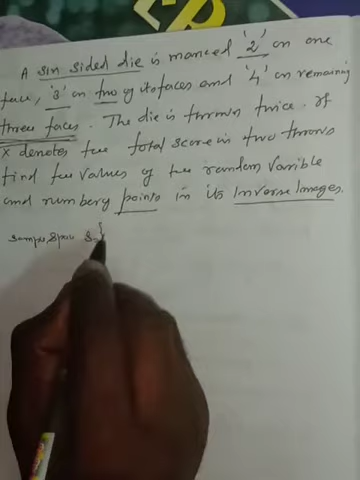 A sin sided die is marked '2' on one
face, '3' on two of its faces and '4' on remaining
three faces. The die is thrown twice. If
X denotes the total score in two throws
find the values of the random varible
and number of points in its Inverse Images.
Sample Space S={